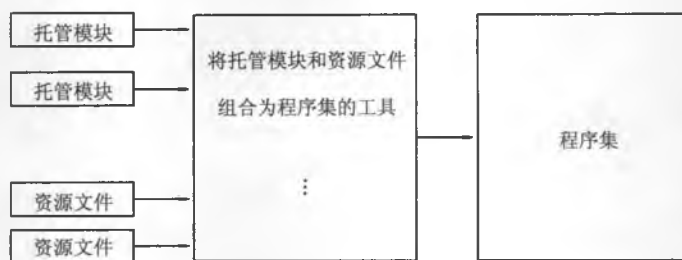 托管模块
托管模块
资源文件
资源文件
将托管模块和资源文件
组合为程序集的工具
⋮
程序集